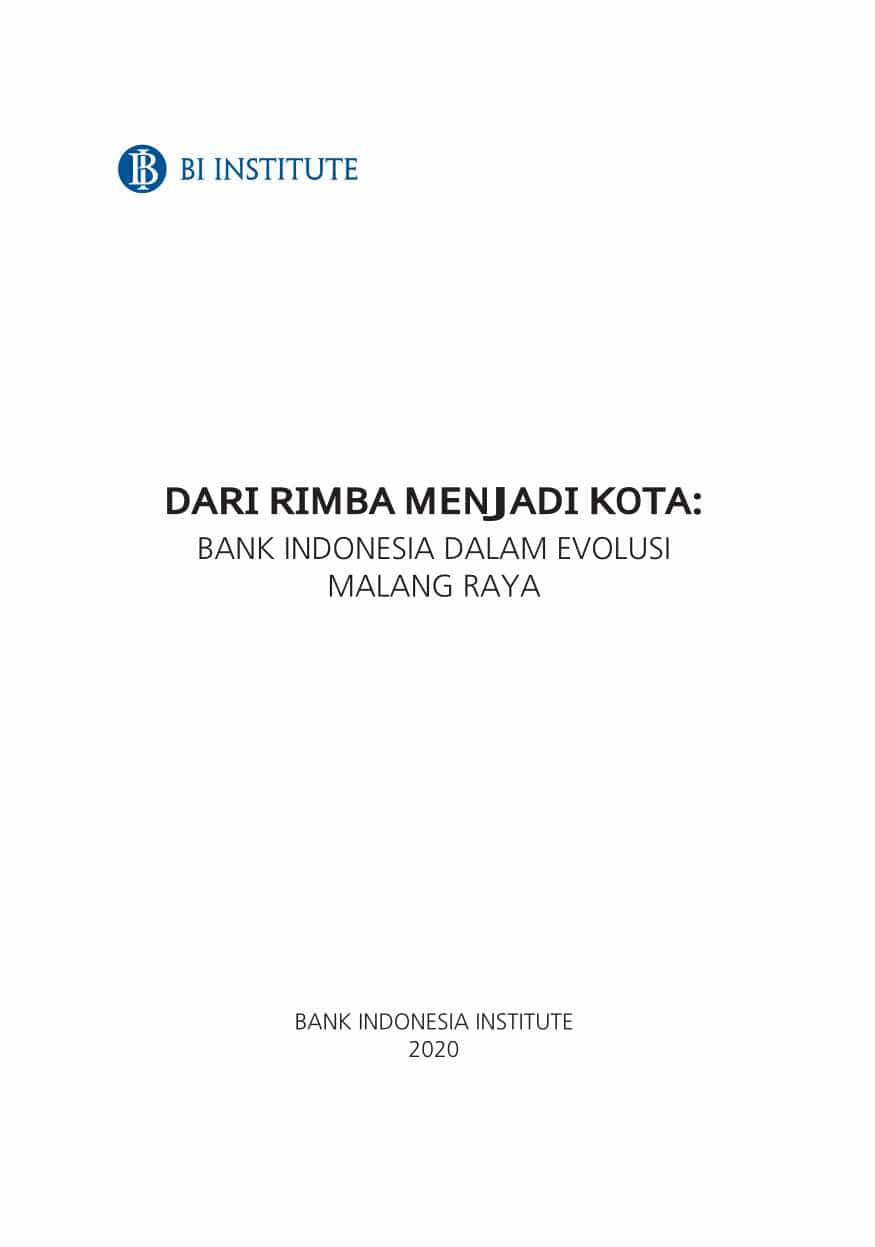 BI INSTITUTE
DARI RIMBA MENJADI KOTA:
BANK INDONESIA DALAM EVOLUSI
MALANG RAYA
BANK INDONESIA INSTITUTE
2020